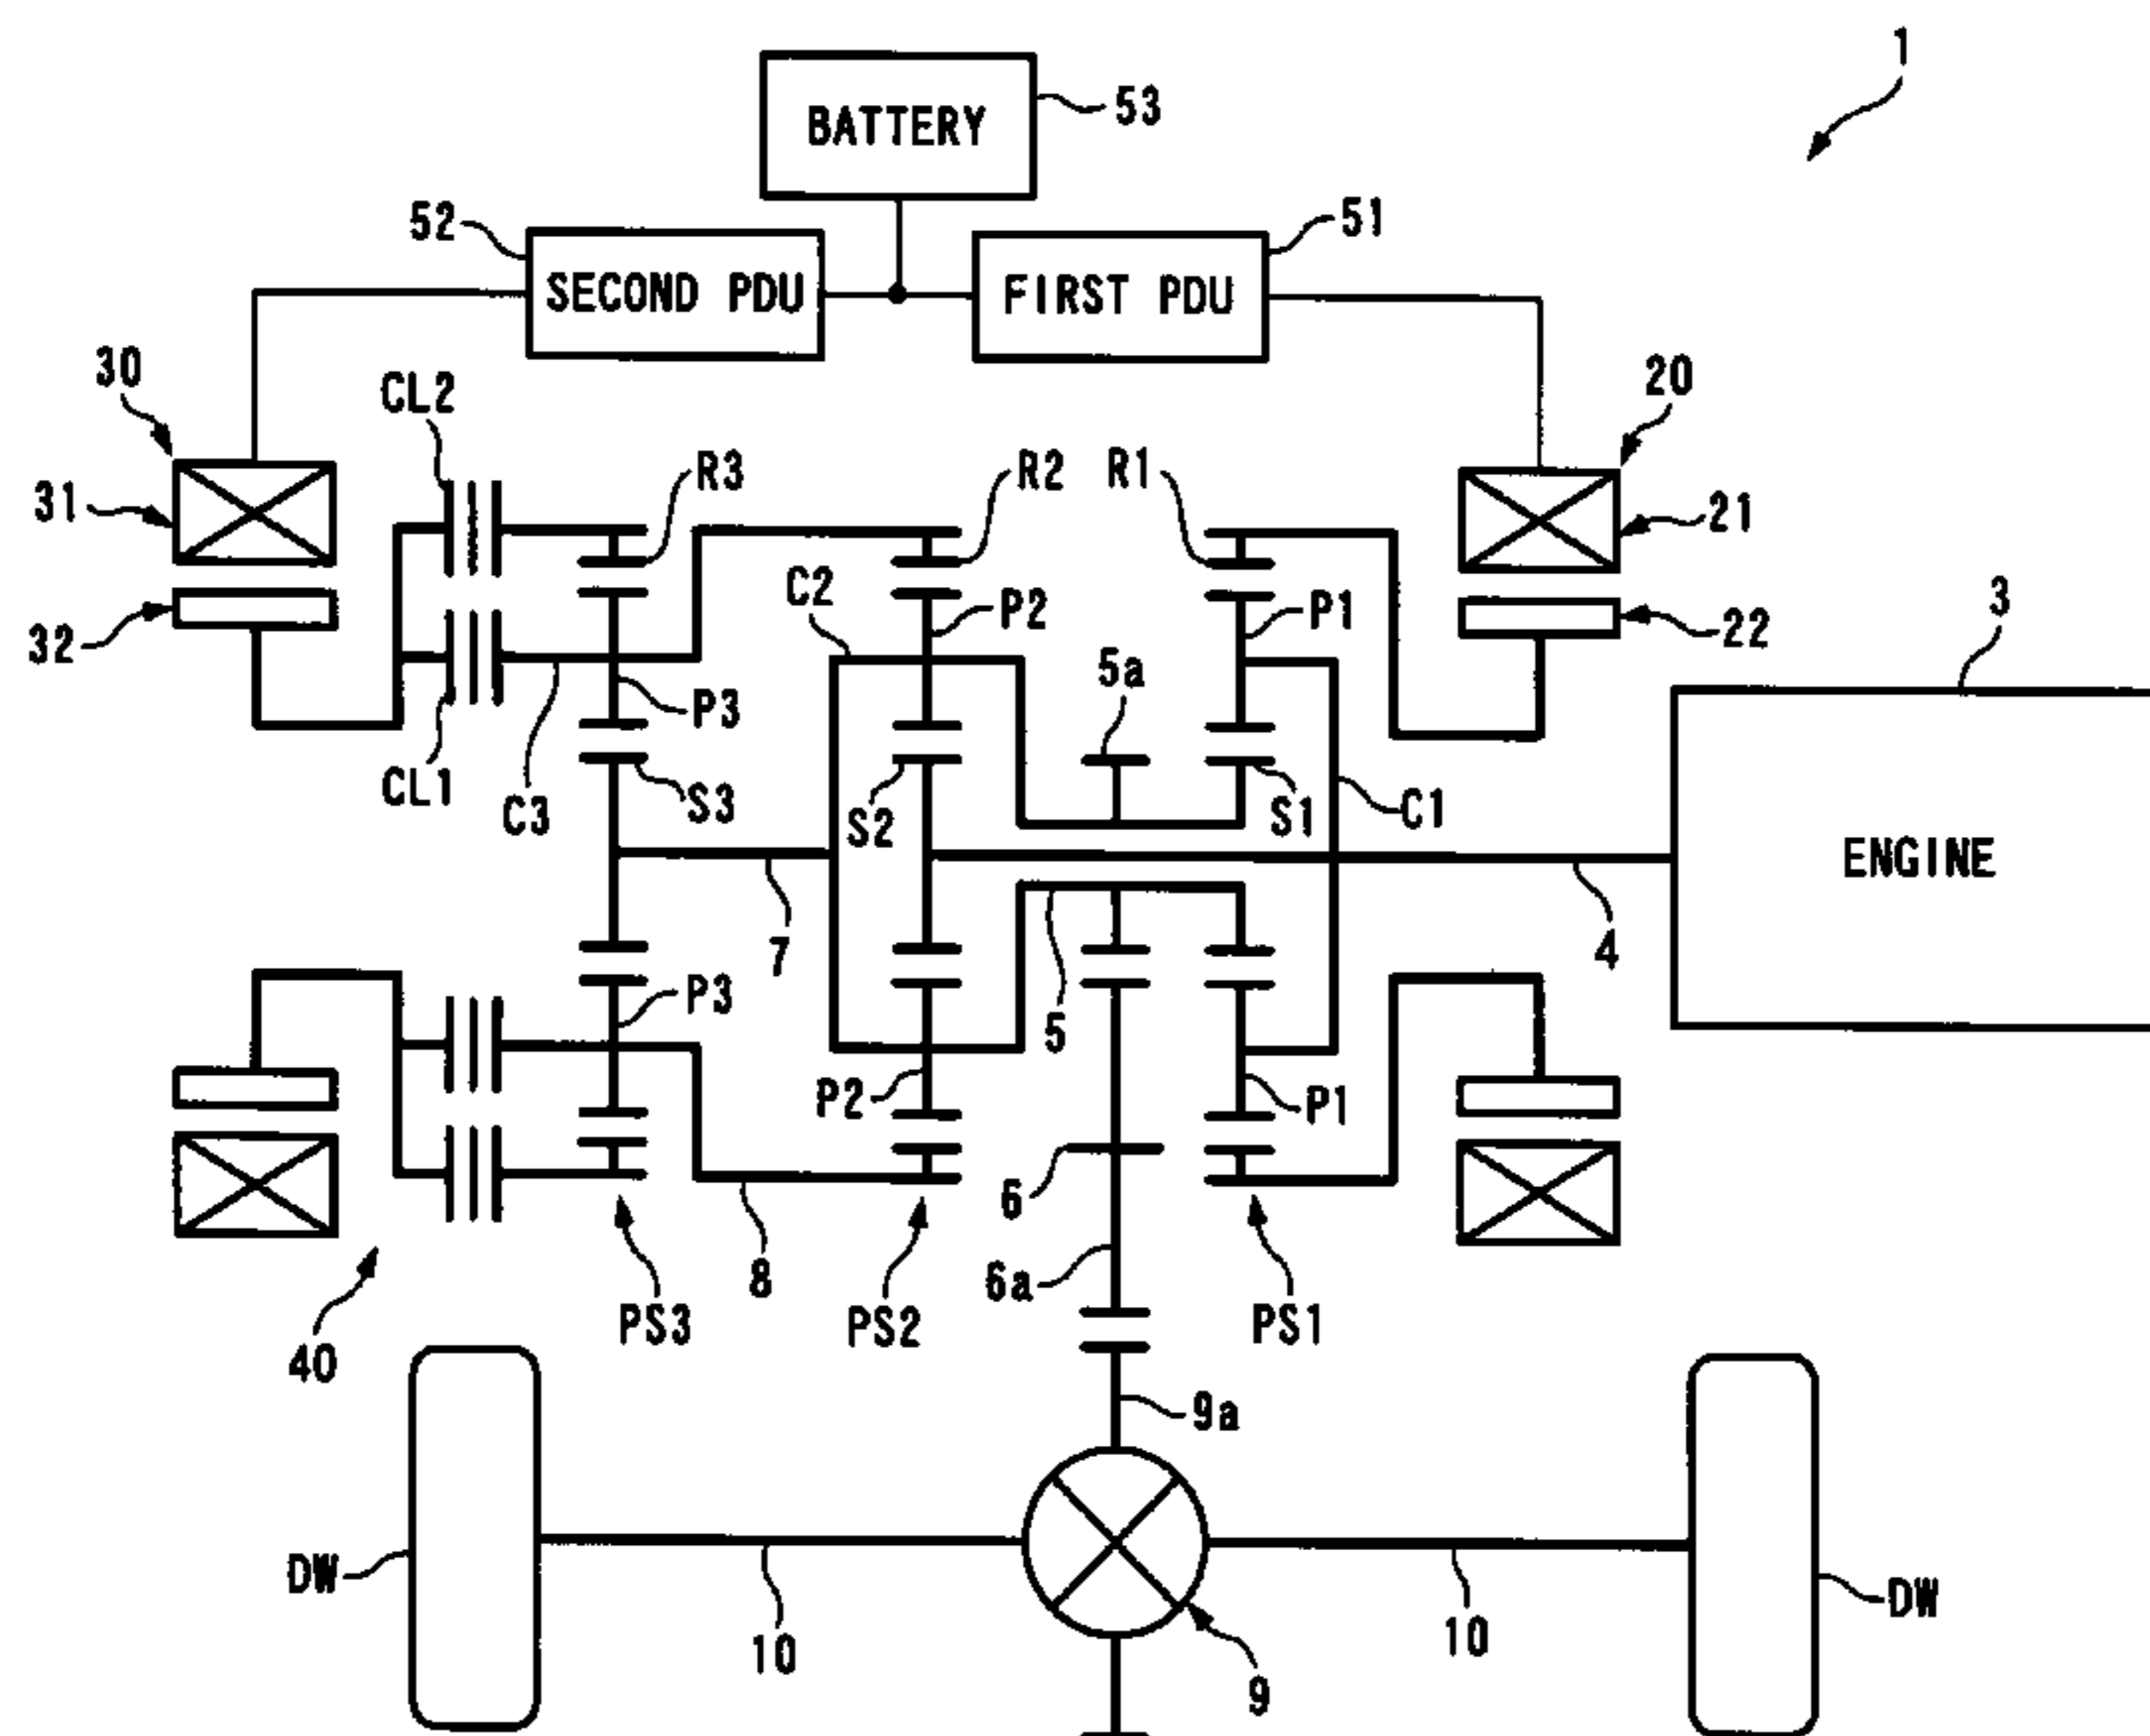 1
BATTERY
53
52
51
SECOND PDU
FIRST PDU
30
CL2
20
R3
R2
R1
31
21
C2
P2
P1
3
32
22
5a
P3
CL1
C3
S3
S2
S1
C1
ENGINE
7
4
P3
5
P2
P1
6
8
6a
PS3
PS2
PS1
40
9a
DW
DW
10
10
9